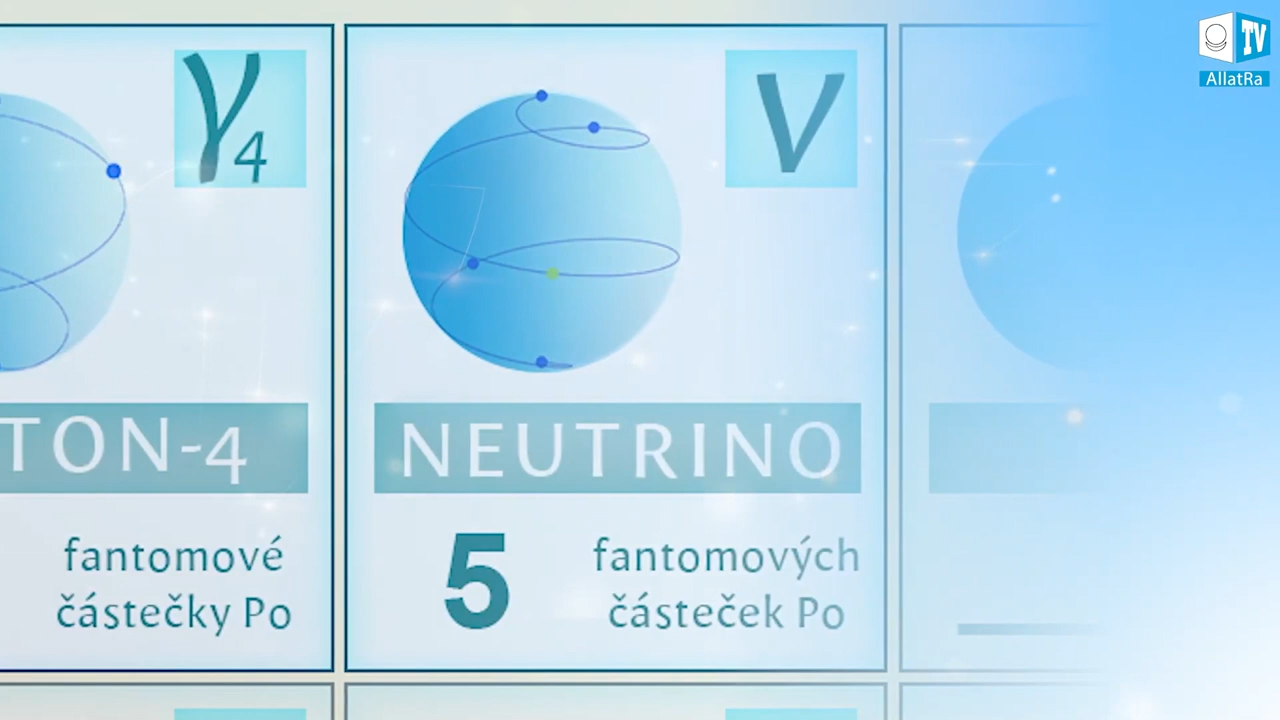 γ4
TON-4
fantomové
částečky Po
ν
NEUTRINO
5
fantomových
částeček Po
TV
AllatRa